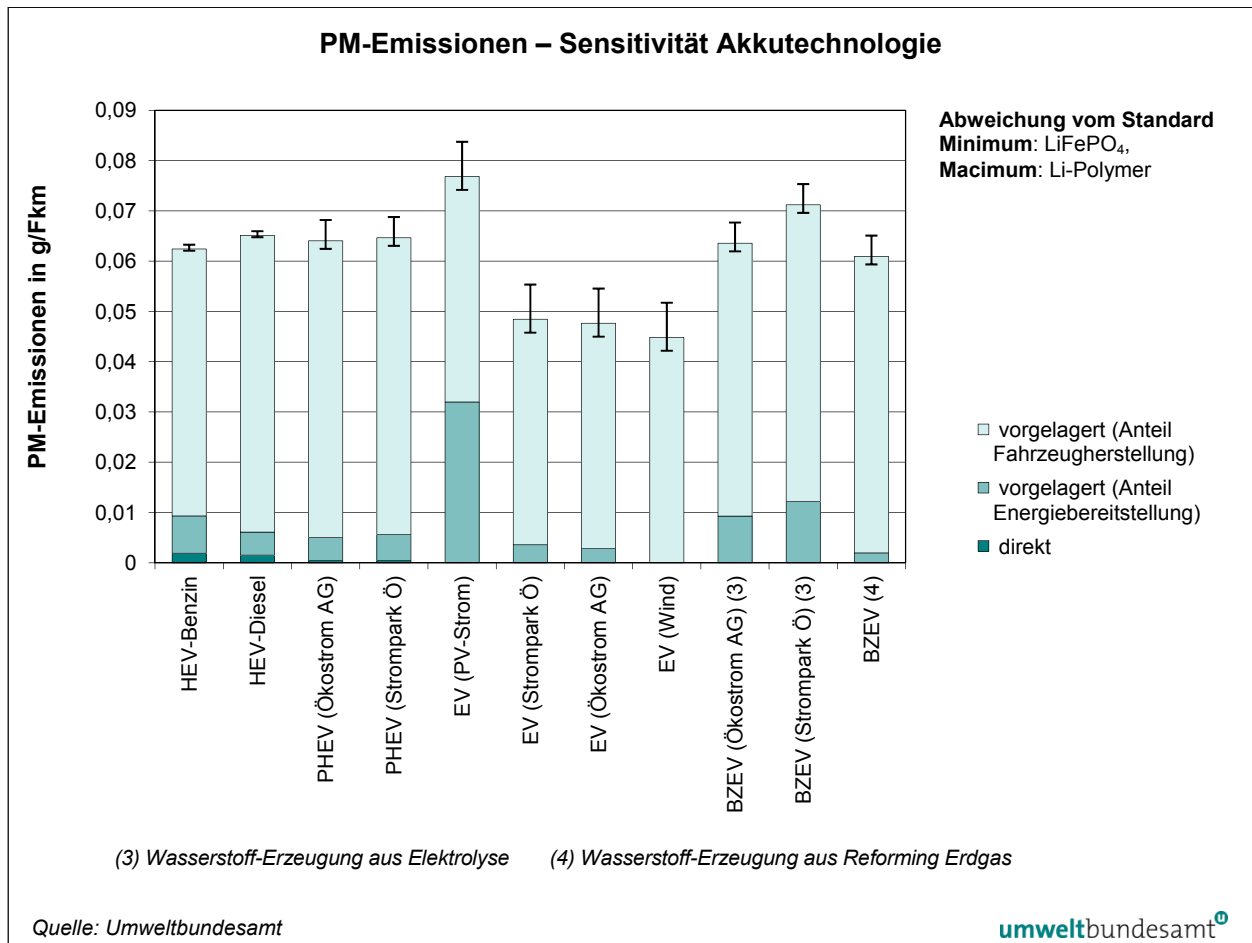 PM-Emissionen – Sensitivität Akkutechnologie
Abweichung vom Standard
Minimum: LiFePO₄,
Macimum: Li-Polymer
PM-Emissionen in g/Fkm
0,09
0,08
0,07
0,06
0,05
0,04
0,03
0,02
0,01
0
HEV-Benzin
HEV-Diesel
PHEV (Ökostrom AG)
PHEV (Strompark Ö)
EV (PV-Strom)
EV (Strompark Ö)
EV (Ökostrom AG)
EV (Wind)
BZEV (Ökostrom AG) (3)
BZEV (Strompark Ö) (3)
BZEV (4)
vorgelagert (Anteil
Fahrzeugherstellung)
vorgelagert (Anteil
Energiebereitstellung)
direkt
(3) Wasserstoff-Erzeugung aus Elektrolyse (4) Wasserstoff-Erzeugung aus Reforming Erdgas
Quelle: Umweltbundesamt
umweltbundesamt
u